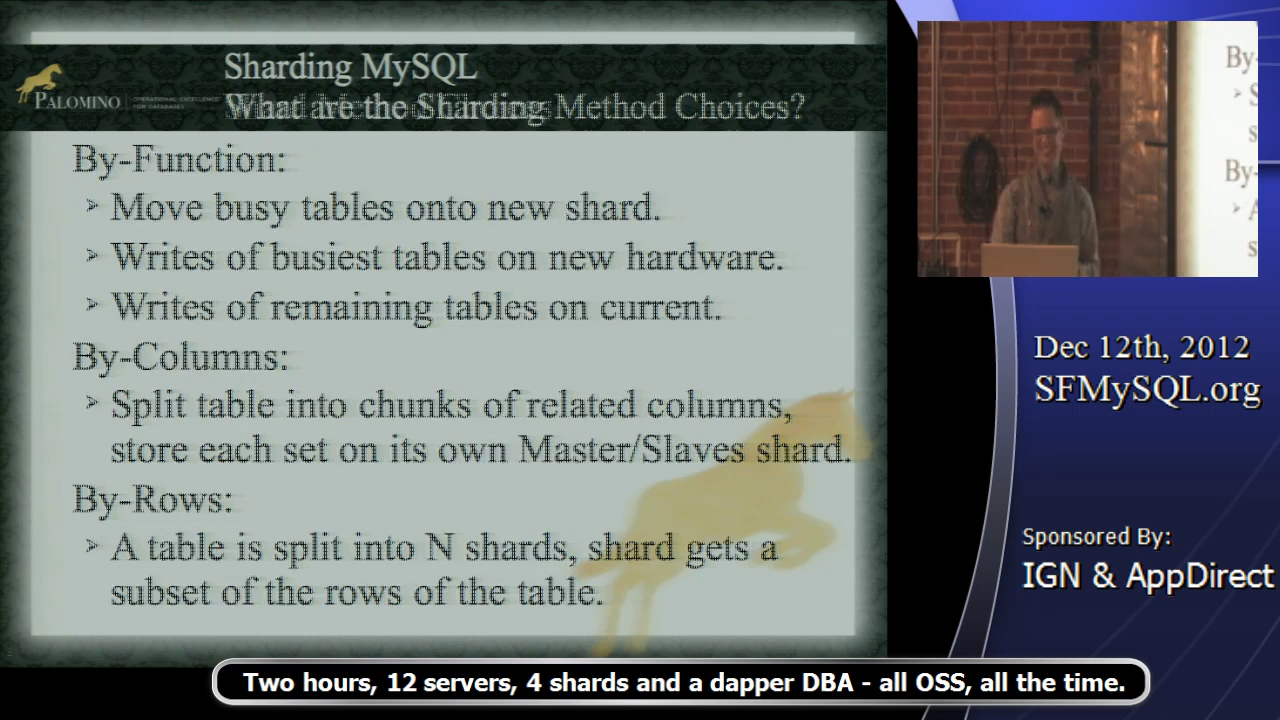 Sharding MySQL
PALOMINO
OPERATIONAL EXCELLENCE
FOR DATABASES
What are the Sharding Method Choices?
By-Function:
➢ Move busy tables onto new shard.
➢ Writes of busiest tables on new hardware.
➢ Writes of remaining tables on current.
By-Columns:
➢ Split table into chunks of related columns,
store each set on its own Master/Slaves shard.
By-Rows:
➢ A table is split into N shards, shard gets a
subset of the rows of the table.
By-
➢ S
s
By-
➢ A
s
Dec 12th, 2012
SFMySQL.org
Sponsored By:
IGN & AppDirect
Two hours, 12 servers, 4 shards and a dapper DBA - all OSS, all the time.